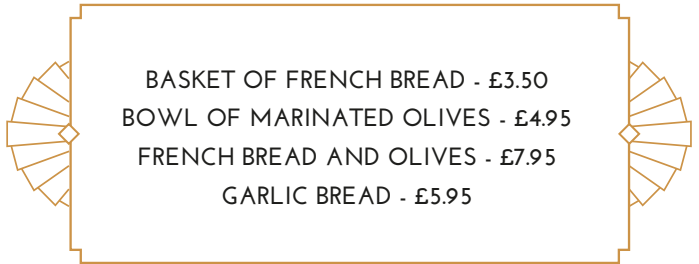 BASKET OF FRENCH BREAD - £3.50
BOWL OF MARINATED OLIVES - £4.95
FRENCH BREAD AND OLIVES - £7.95
GARLIC BREAD - £5.95